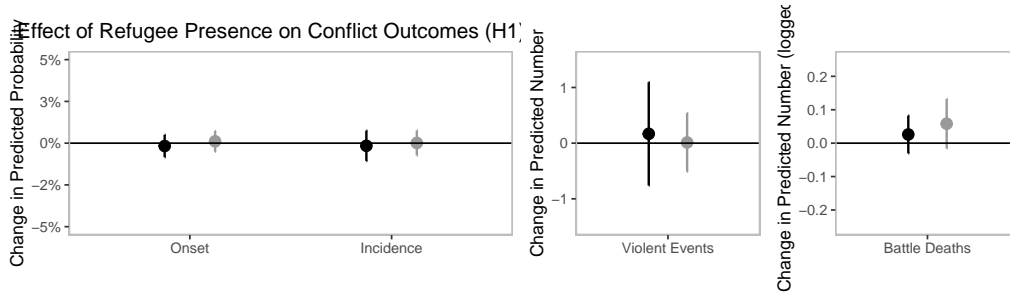 Effect of Refugee Presence on Conflict Outcomes (H1)
Change in Predicted Probability
5%
3%
0%
−2%
−5%
Onset
Incidence
Change in Predicted Number
1
0
−1
Violent Events
Change in Predicted Number (logged
0.2
0.1
0.0
−0.1
−0.2
Battle Deaths